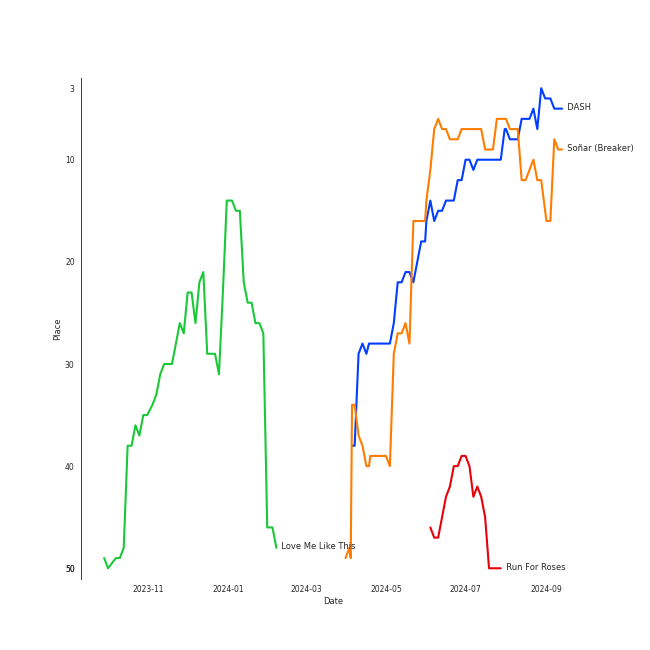 3
DASH
Soñar (Breaker)
10
20
Place
30
40
Love Me Like This
50
Run For Roses
2023-11
2024-01
2024-03
2024-05
2024-07
2024-09
Date